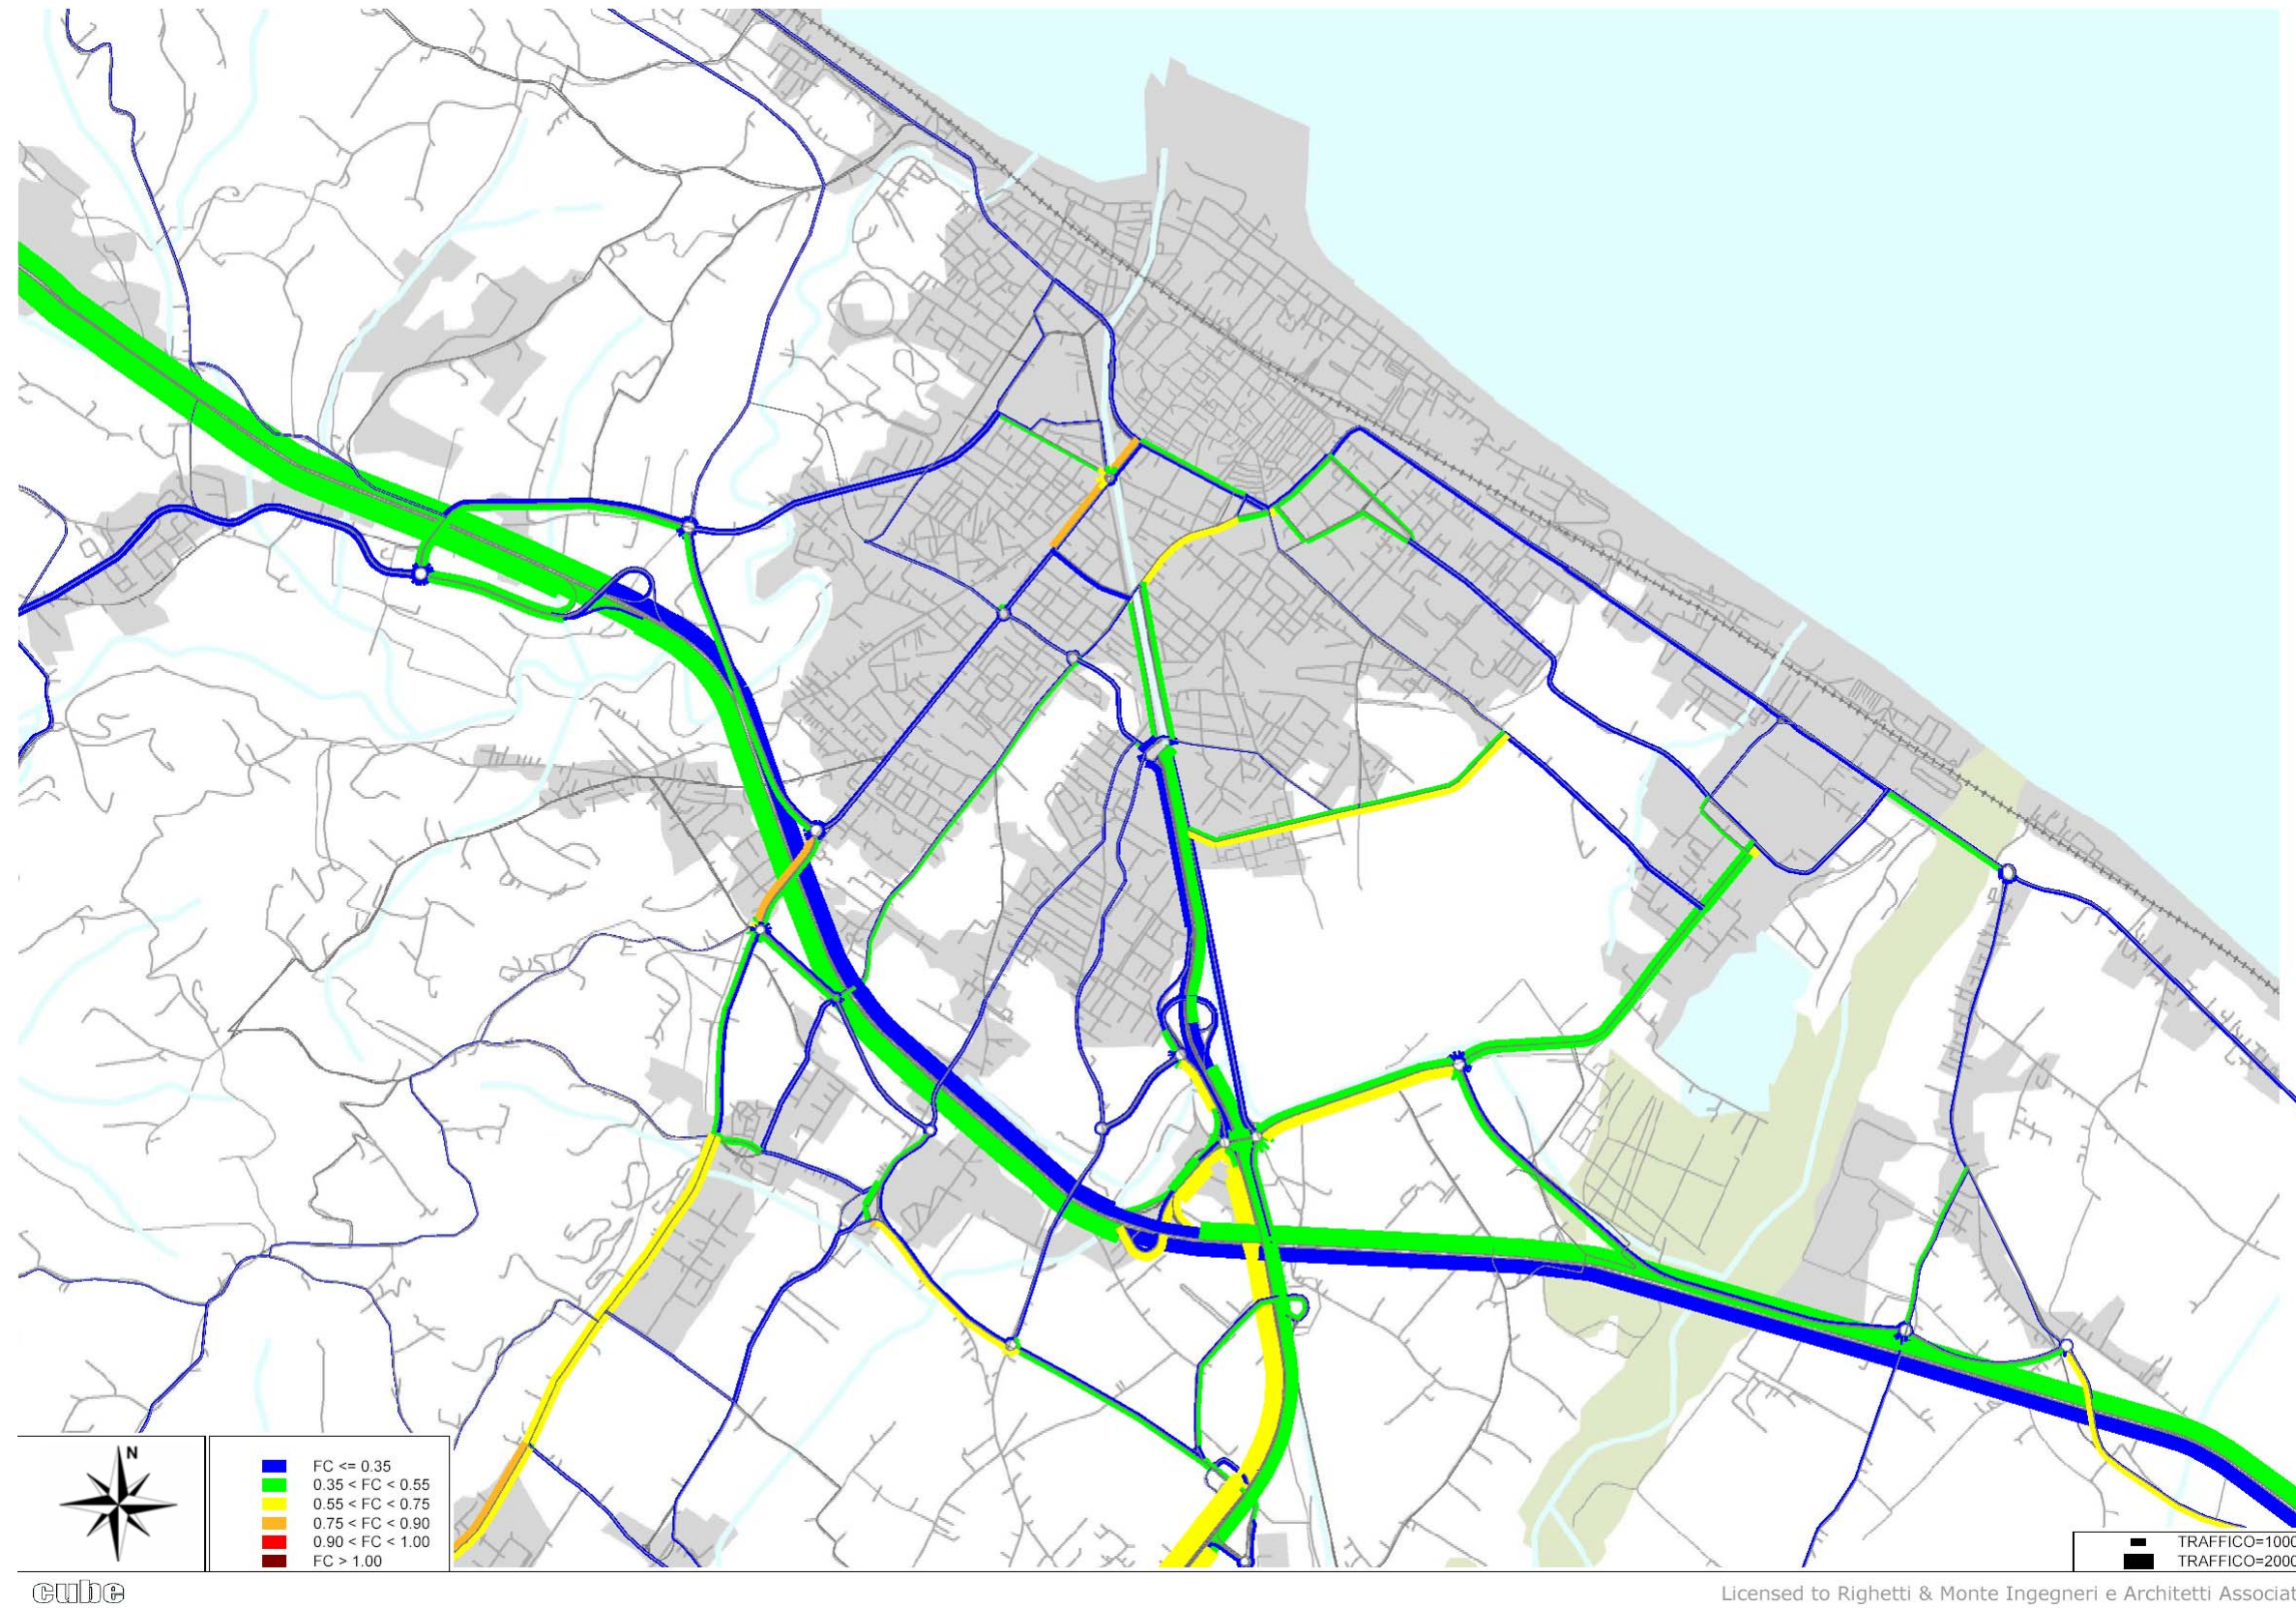 N
FC <= 0.35
0.35 < FC < 0.55
0.55 < FC < 0.75
0.75 < FC < 0.90
0.90 < FC < 1.00
FC > 1.00
TRAFFICO=1000
TRAFFICO=2000
cube
Licensed to Righetti & Monte Ingegneri e Architetti Associat